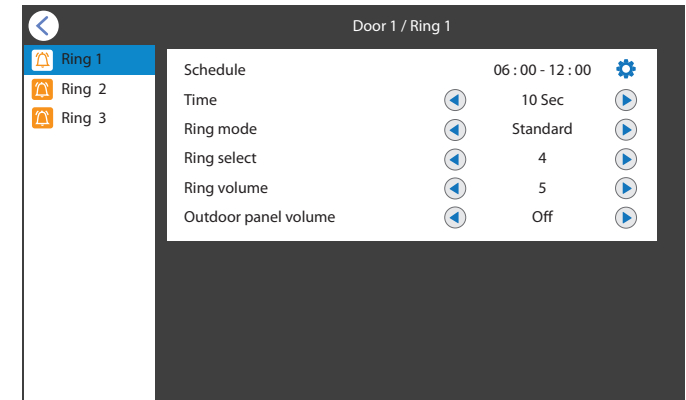 Door 1 / Ring 1
Ring 1
Ring 2
Ring 3
Schedule 06 : 00 - 12 : 00
Time 10 Sec
Ring mode Standard
Ring select 4
Ring volume 5
Outdoor panel volume Off